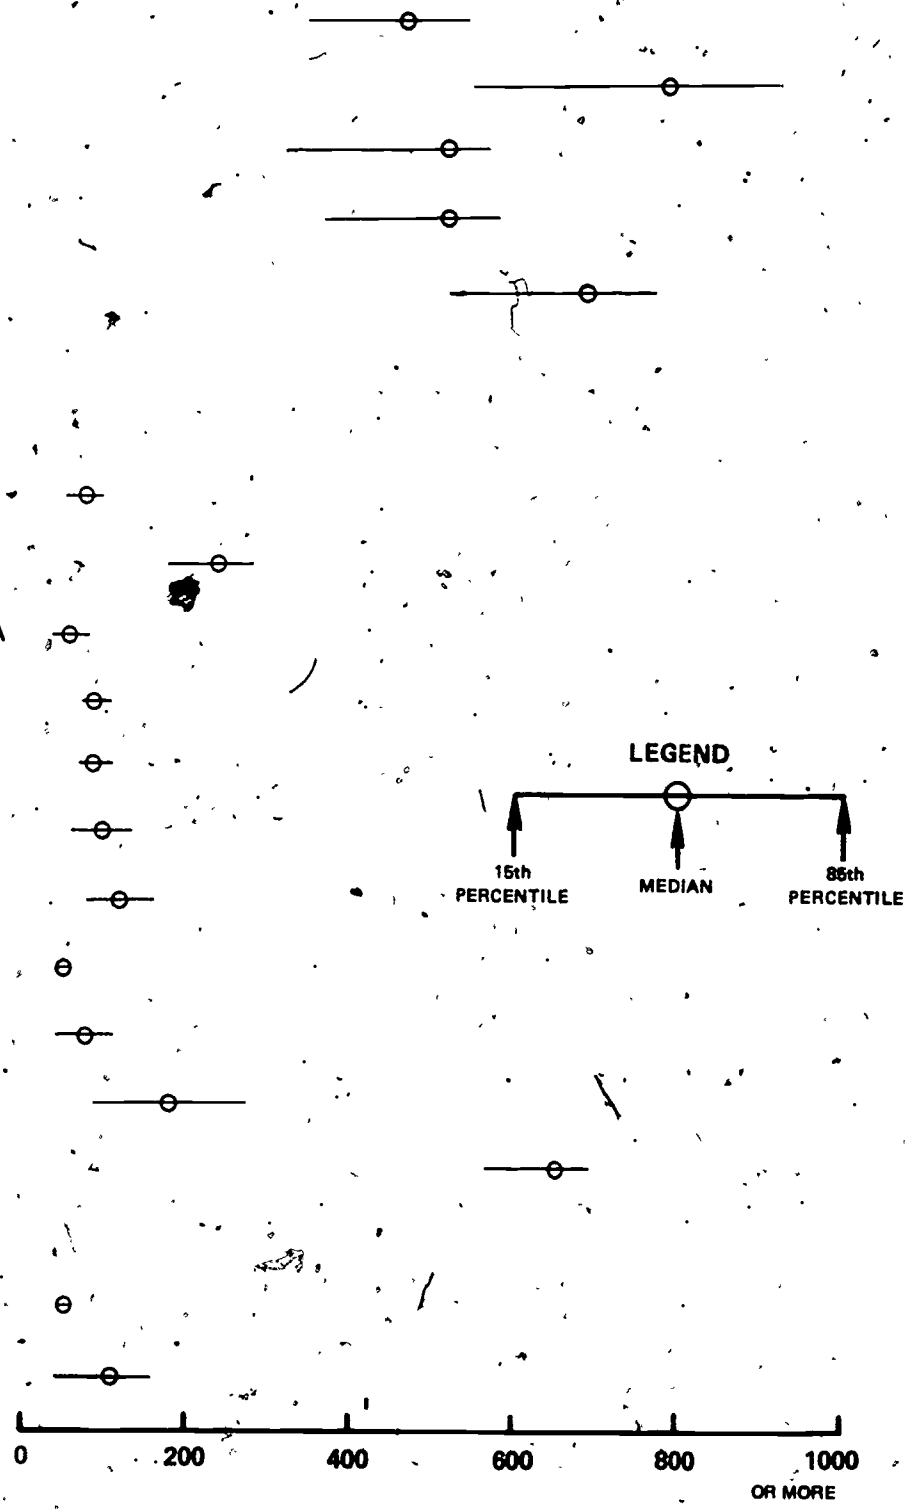 LEGEND
15th
PERCENTILE
MEDIAN
85th
PERCENTILE
0 200 400 600 800 1000
OR MORE